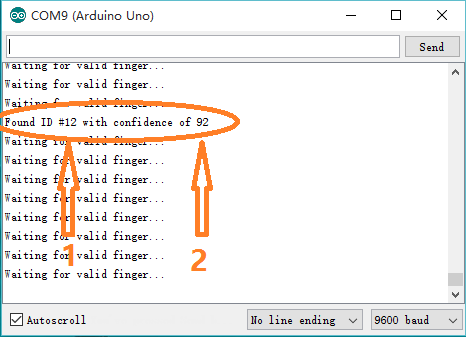 COM9 (Arduino Uno)
Send
Waiting for valid finger...
Waiting for valid finger...
Waiting for valid finger...
Found ID #12 with confidence of 92
Waiting for valid finger...
Waiting for valid finger...
Waiting for valid finger...
Waiting for valid finger...
Waiting for valid finger...
Waiting for valid finger...
Waiting for valid finger...
Waiting for valid finger...
1
2
Autoscroll
No line ending
9600 baud